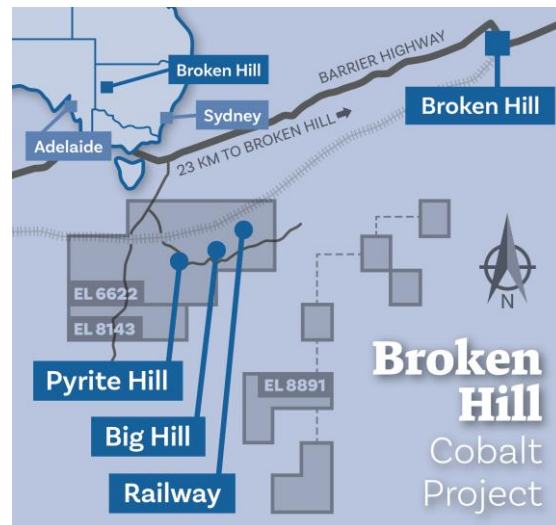 Broken Hill
Sydney
Adelaide
BARRIER HIGHWAY
Broken Hill
23 KM TO BROKEN HILL
EL 6622
EL 8143
Pyrite Hill
EL 8891
Big Hill
Railway
N
Broken
Hill
Cobalt
Project